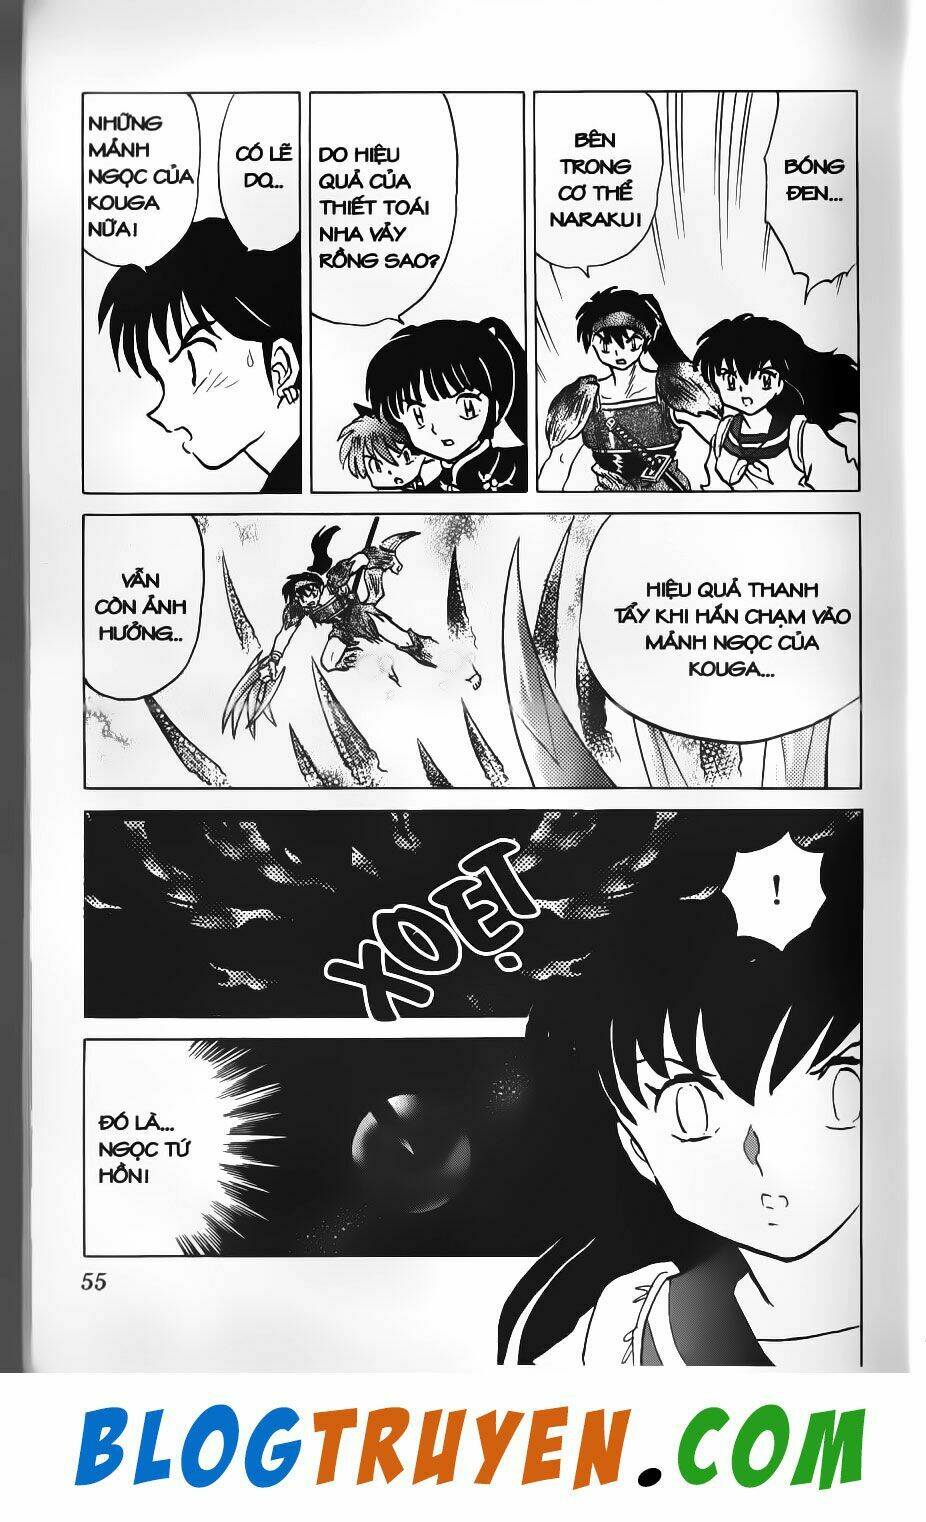 BÓNG
ĐEN...
BÊN
TRONG
CƠ THỂ
NARAKU!
DO HIỆU
QUẢ CỦA
THIẾT TOÁI
NHA VẢY
RỒNG SAO?
CÓ LẼ
DO...
NHỮNG
MẢNH
NGỌC CỦA
KOUGA
NỮA!
HIỆU QUẢ THANH
TẨY KHI HẮN CHẠM VÀO
MẢNH NGỌC CỦA
KOUGA...
VẪN
CÒN ẢNH
HƯỞNG...
!
XOẸT
ĐÓ LÀ...
NGỌC TỨ
HỒN!
55
BLOGTRUYEN.COM